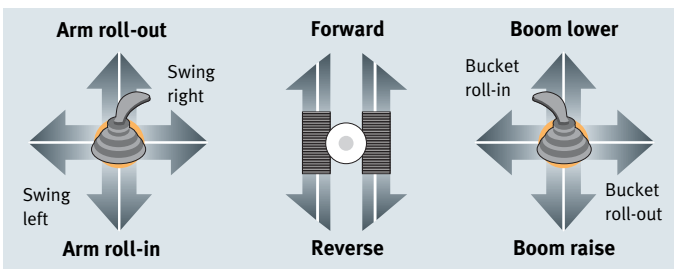 Arm roll-out
Swing
right
Swing
left
Arm roll-in
Forward
Reverse
Boom lower
Bucket
roll-in
Bucket
roll-out
Boom raise